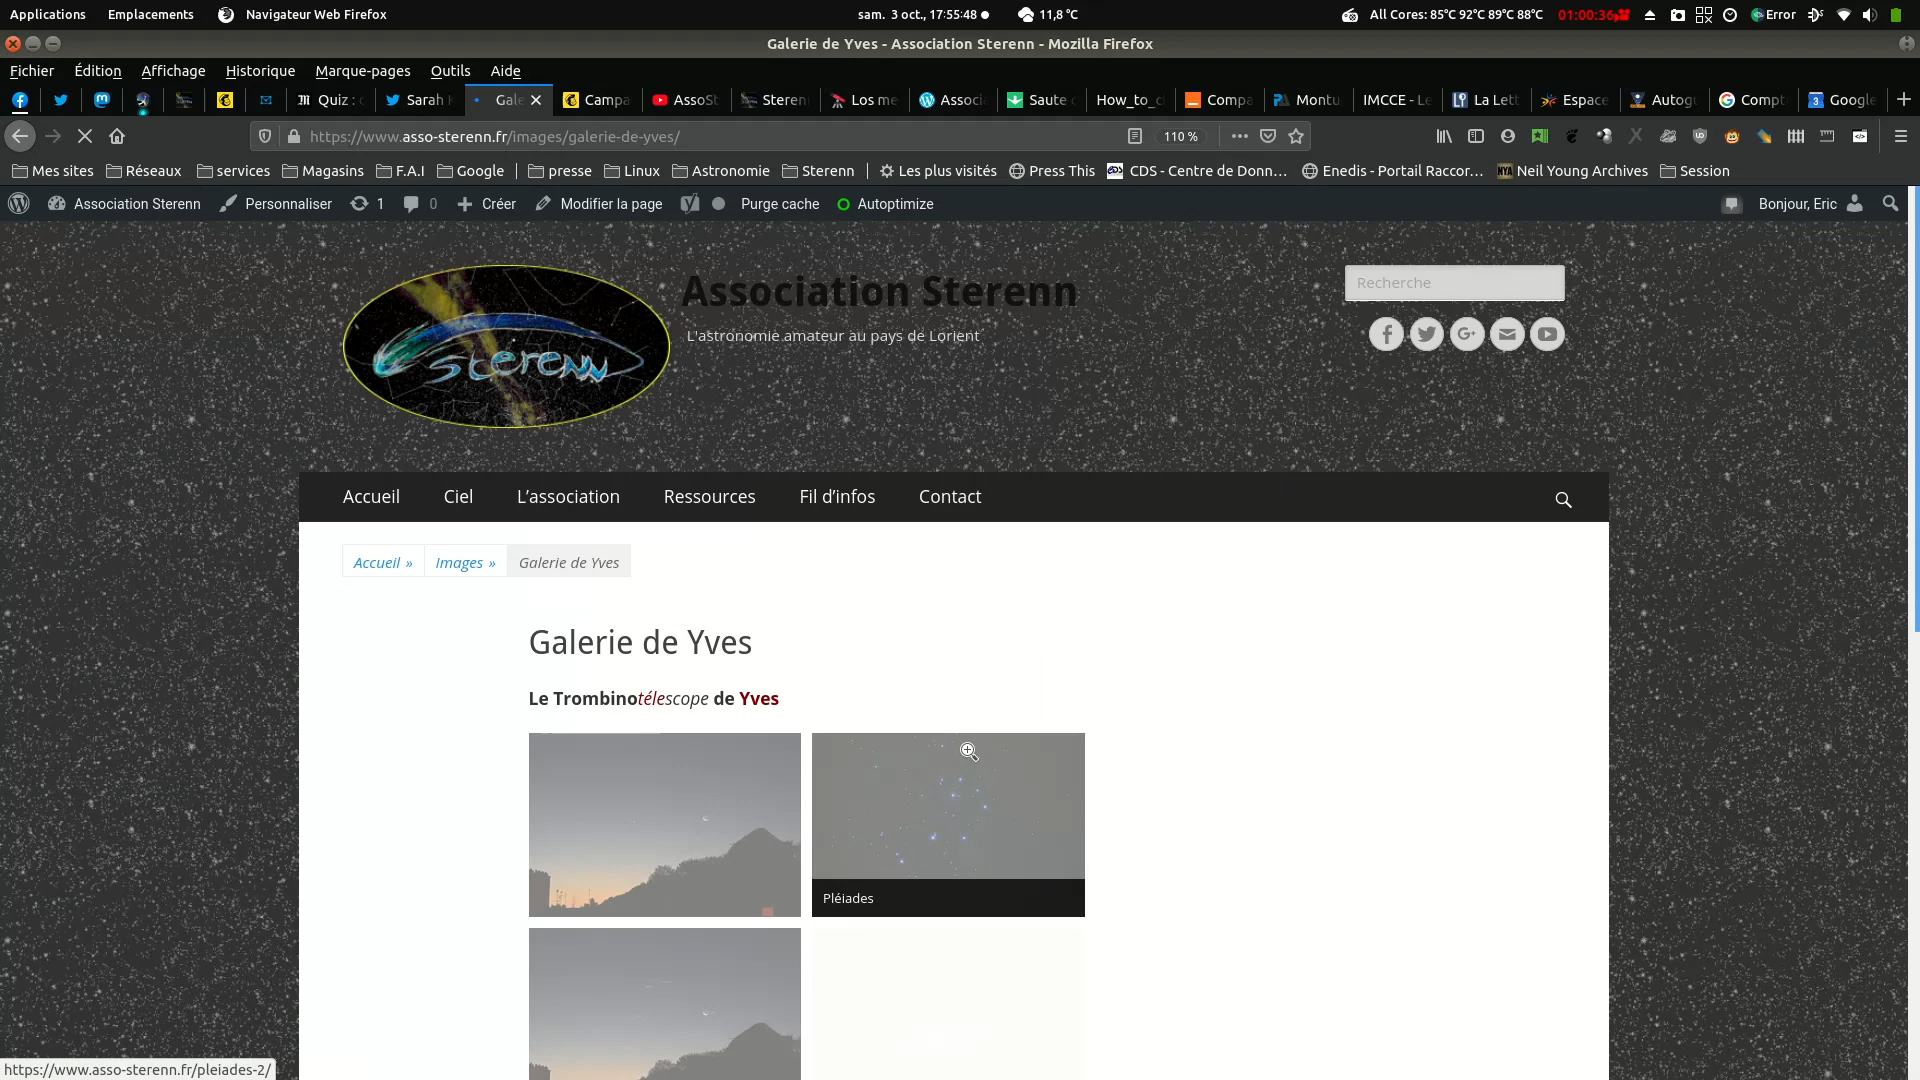 Applications Emplacements Navigateur Web Firefox sam. 3 oct., 17:55:48 11,8 °C All Cores: 85°C 92°C 89°C 88°C 01:00:36 Error
Galerie de Yves - Association Sterenn - Mozilla Firefox
Fichier Édition Affichage Historique Marque-pages Outils Aide
Quiz : Sarah Gale Campa AssoSt Steren Los me Associa Saute How_to_c Compa Montu IMCCE - Le La Lett Espace Autog Compt Google
https://www.asso-sterenn.fr/images/galerie-de-yves/ 110 %
Mes sites Réseaux services Magasins F.A.I Google presse Linux Astronomie Sterenn Les plus visités Press This CDS - Centre de Donn… Enedis - Portail Raccor… Neil Young Archives Session
Association Sterenn Personnaliser 1 0 Créer Modifier la page Purge cache Autoptimize Bonjour, Eric
Association Sterenn
Recherche
L'astronomie amateur au pays de Lorient
sterenn
Accueil Ciel L’association Ressources Fil d’infos Contact
Accueil » Images » Galerie de Yves
Galerie de Yves
Le Trombinotélescope de Yves
Pléiades
https://www.asso-sterenn.fr/pleiades-2/